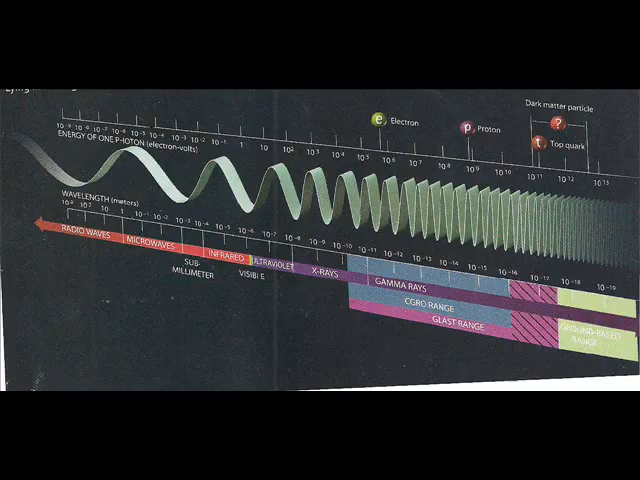 Dark matter particle
e Electron
p Proton
?
t Top quark
10⁻⁹ 10⁻⁸ 10⁻⁷ 10⁻⁶ 10⁻⁵ 10⁻⁴ 10⁻³ 10⁻² 10⁻¹ 1 10 10² 10³ 10⁴ 10⁵ 10⁶ 10⁷ 10⁸ 10⁹ 10¹⁰ 10¹¹ 10¹² 10¹³
ENERGY OF ONE PHOTON (electron-volts)
WAVELENGTH (meters)
10³ 10² 10 1 10⁻¹ 10⁻² 10⁻³ 10⁻⁴ 10⁻⁵ 10⁻⁶ 10⁻⁷ 10⁻⁸ 10⁻⁹ 10⁻¹⁰ 10⁻¹¹ 10⁻¹² 10⁻¹³ 10⁻¹⁴ 10⁻¹⁵ 10⁻¹⁶ 10⁻¹⁷ 10⁻¹⁸ 10⁻¹⁹
RADIO WAVES MICROWAVES INFRARED ULTRAVIOLET X-RAYS GAMMA RAYS
SUB-
MILLIMETER
VISIBLE
CGRO RANGE
GLAST RANGE
GROUND-BASED
RANGE